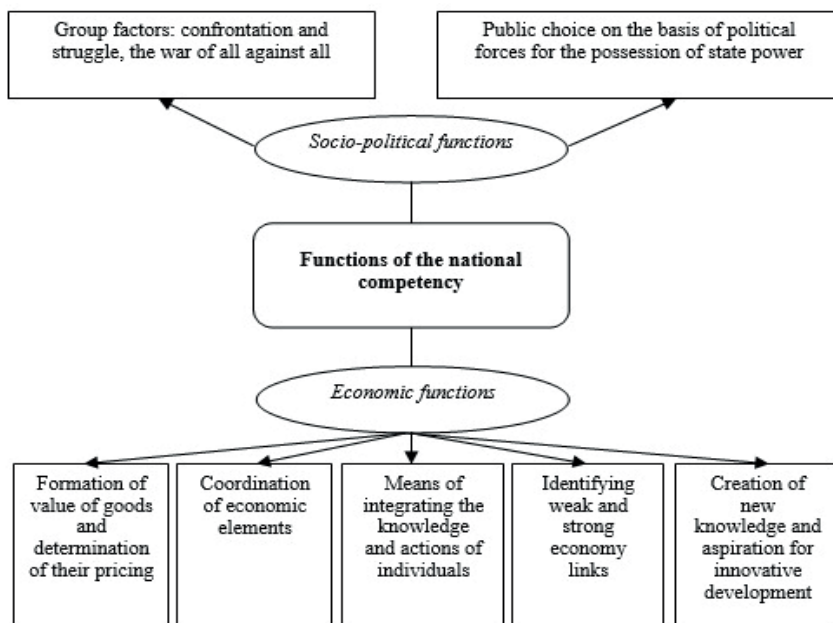 Group factors: confrontation and
struggle, the war of all against all
Public choice on the basis of political
forces for the possession of state power
Socio-political functions
Functions of the national
competency
Economic functions
Formation of
value of goods
and
determination
of their pricing
Coordination
of economic
elements
Means of
integrating the
knowledge
and actions of
individuals
Identifying
weak and
strong
economy
links
Creation of
new
knowledge and
aspiration for
innovative
development